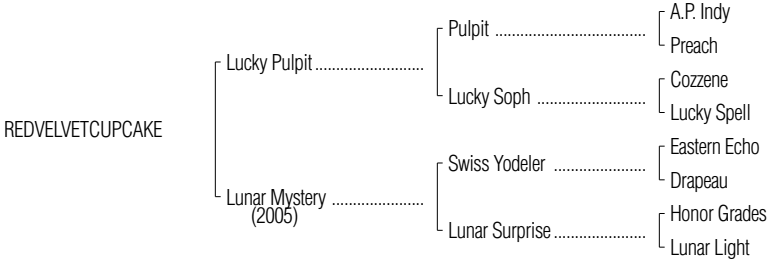 A.P. Indy
Pulpit ....................................
Preach
Lucky Pulpit ..........................
Cozzene
Lucky Soph ..........................
Lucky Spell
REDVELVETCUPCAKE
Eastern Echo
Swiss Yodeler ......................
Drapeau
Lunar Mystery ......................
(2005)
Honor Grades
Lunar Surprise ......................
Lunar Light